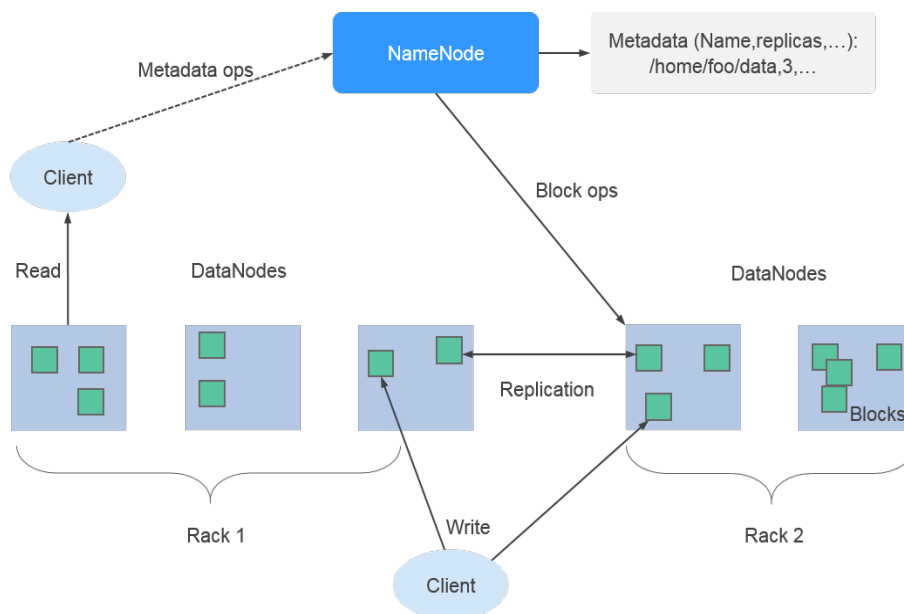 NameNode
Metadata (Name,replicas,…):
/home/foo/data,3,…
Metadata ops
Client
Block ops
Read
DataNodes
DataNodes
Replication
Blocks
Rack 1
Write
Rack 2
Client